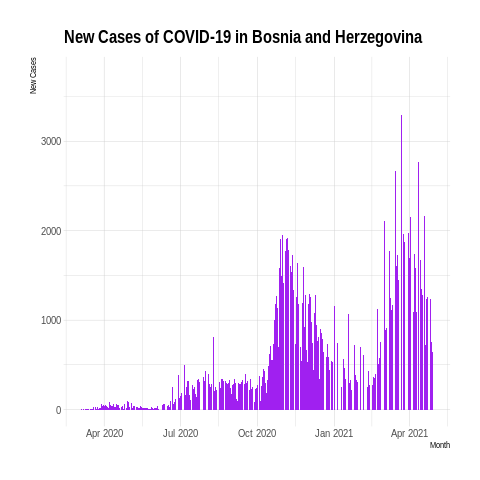 New Cases of COVID-19 in Bosnia and Herzegovina
New Cases
3000
2000
1000
0
Apr 2020 Jul 2020 Oct 2020 Jan 2021 Apr 2021
Month